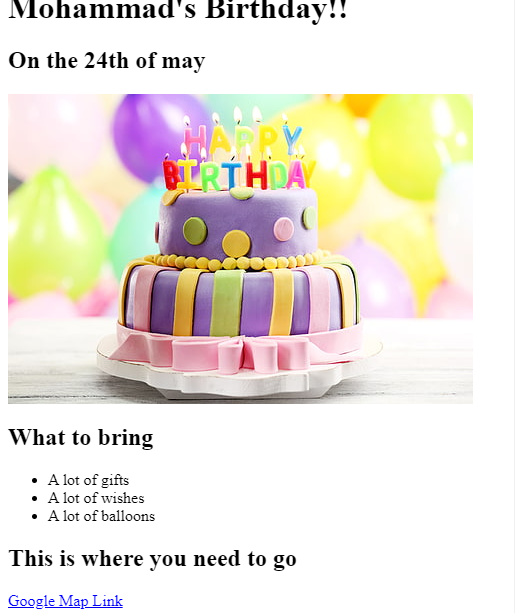 Mohammad's Birthday!!
On the 24th of may
HAPPY
BIRTHDAY
What to bring
A lot of gifts
A lot of wishes
A lot of balloons
This is where you need to go
Google Map Link